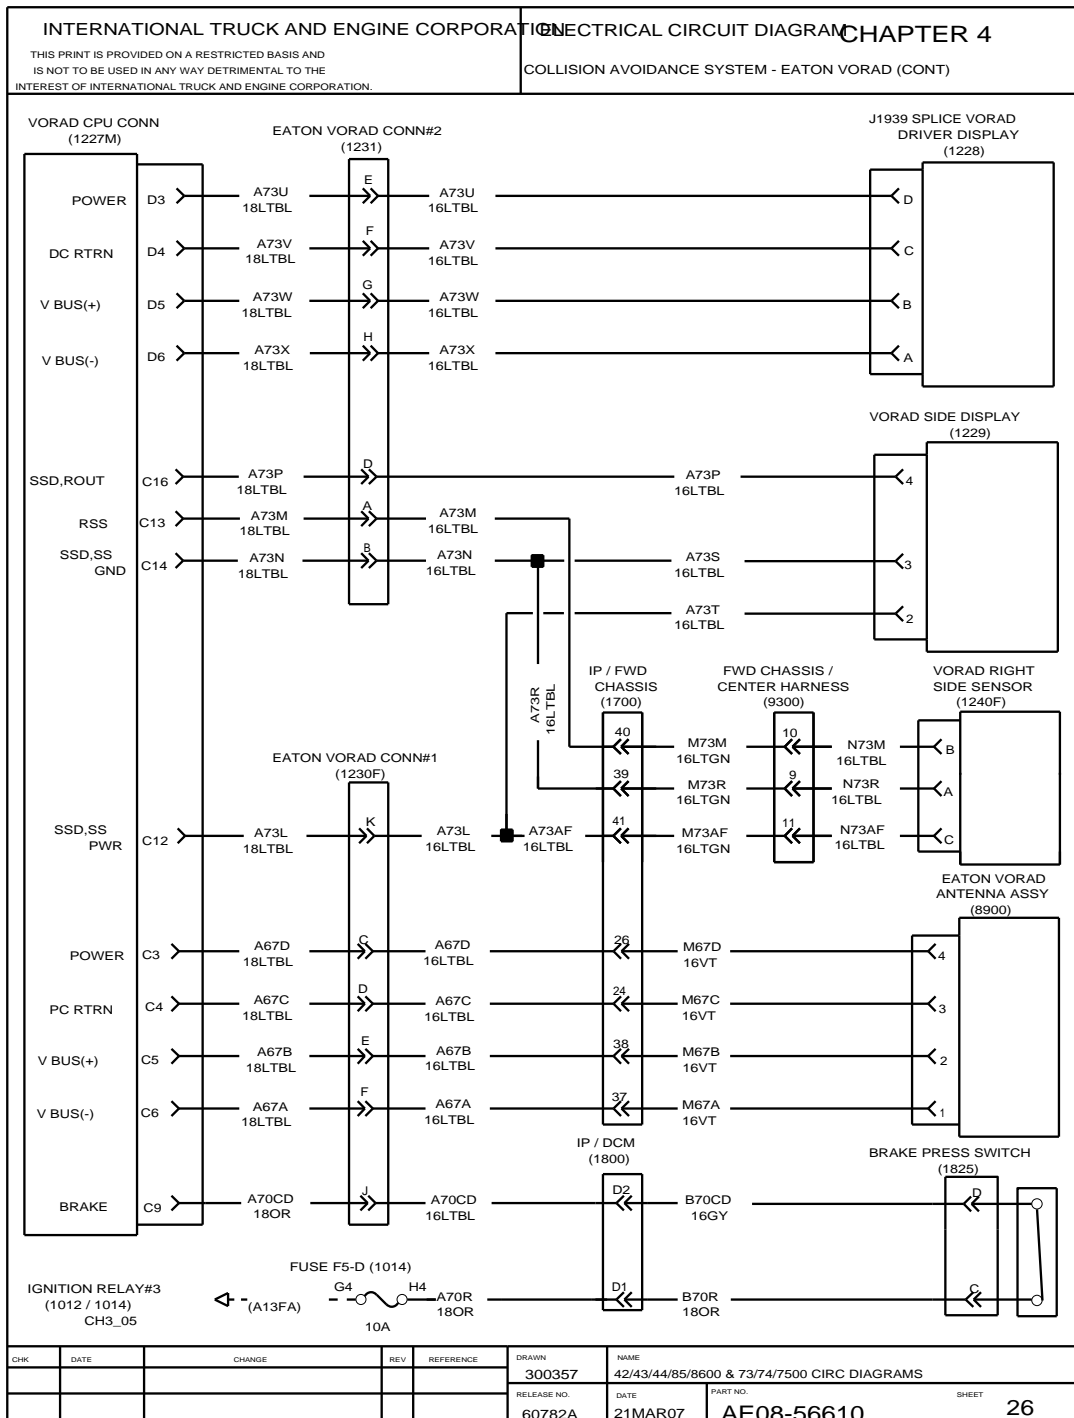 INTERNATIONAL TRUCK AND ENGINE CORPORATION
ELECTRICAL CIRCUIT DIAGRAM
CHAPTER 4
THIS PRINT IS PROVIDED ON A RESTRICTED BASIS AND
IS NOT TO BE USED IN ANY WAY DETRIMENTAL TO THE
INTEREST OF INTERNATIONAL TRUCK AND ENGINE CORPORATION.
COLLISION AVOIDANCE SYSTEM - EATON VORAD (CONT)
VORAD CPU CONN
(1227M)
EATON VORAD CONN#2
(1231)
J1939 SPLICE VORAD
DRIVER DISPLAY
(1228)
POWER D3 A73U 18LTBL E A73U 16LTBL D
DC RTRN D4 A73V 18LTBL F A73V 16LTBL C
V BUS(+) D5 A73W 18LTBL G A73W 16LTBL B
V BUS(-) D6 A73X 18LTBL H A73X 16LTBL A
VORAD SIDE DISPLAY
(1229)
SSD,ROUT C16 A73P 18LTBL D A73P 16LTBL 4
RSS C13 A73M 18LTBL A A73M 16LTBL
SSD,SS GND C14 A73N 18LTBL B A73N 16LTBL A73S 16LTBL 3
A73T 16LTBL 2
A73R 16LTBL
IP / FWD
CHASSIS
(1700)
FWD CHASSIS /
CENTER HARNESS
(9300)
VORAD RIGHT
SIDE SENSOR
(1240F)
40 M73M 16LTGN 10 N73M 16LTBL B
39 M73R 16LTGN 9 N73R 16LTBL A
EATON VORAD CONN#1
(1230F)
SSD,SS PWR C12 A73L 18LTBL K A73L 16LTBL A73AF 16LTBL 41 M73AF 16LTGN 11 N73AF 16LTBL C
EATON VORAD
ANTENNA ASSY
(8900)
POWER C3 A67D 18LTBL C A67D 16LTBL 26 M67D 16VT 4
PC RTRN C4 A67C 18LTBL D A67C 16LTBL 24 M67C 16VT 3
V BUS(+) C5 A67B 18LTBL E A67B 16LTBL 38 M67B 16VT 2
V BUS(-) C6 A67A 18LTBL F A67A 16LTBL 37 M67A 16VT 1
IP / DCM
(1800)
BRAKE PRESS SWITCH
(1825)
BRAKE C9 A70CD 18OR J A70CD 16LTBL D2 B70CD 16GY D
FUSE F5-D (1014)
IGNITION RELAY#3
(1012 / 1014)
CH3_05
(A13FA) G4 H4 A70R 18OR D1 B70R 18OR C
10A
CHK DATE CHANGE REV REFERENCE
DRAWN
300357
NAME
42/43/44/85/8600 & 73/74/7500 CIRC DIAGRAMS
RELEASE NO.
60782A
DATE
21MAR07
PART NO.
AE08-56610
SHEET
26